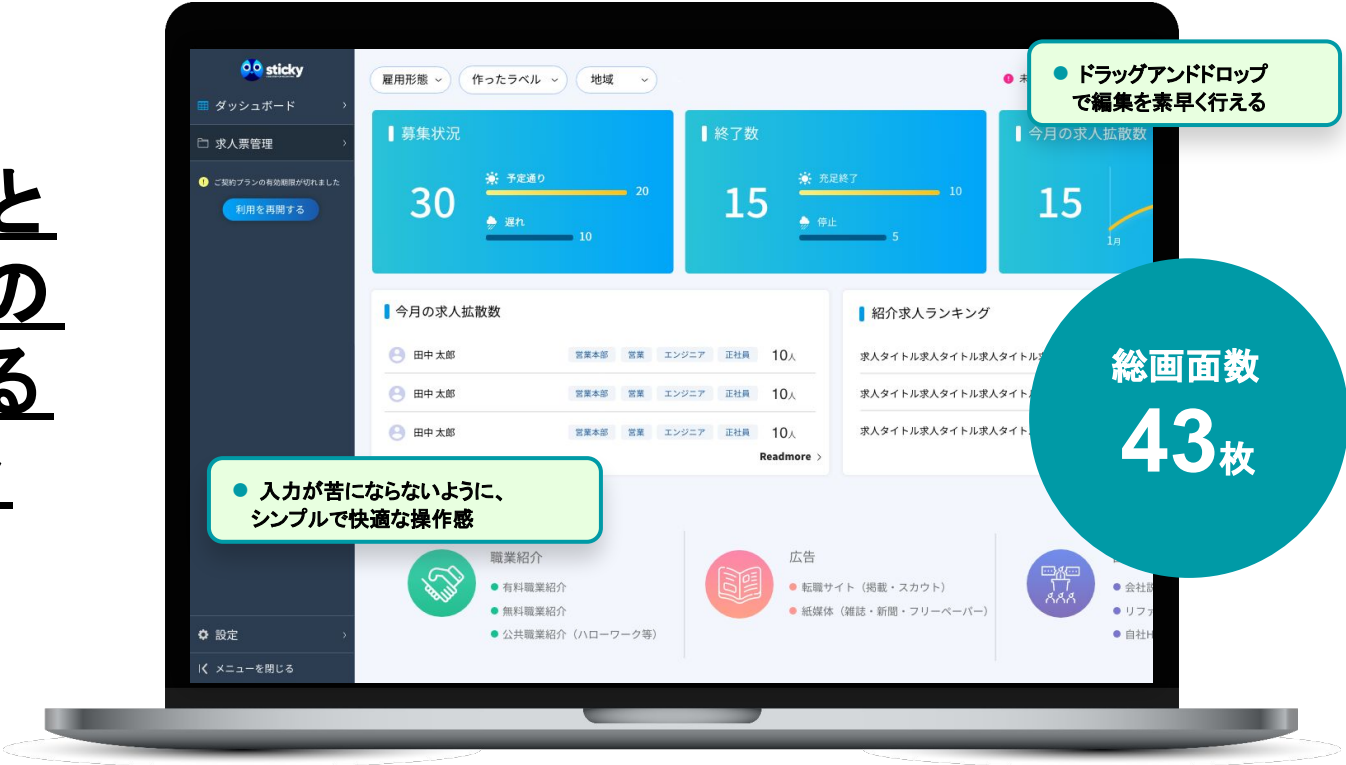 と
の
る
sticky
ダッシュボード
求人票管理
ご契約プランの有効期限が切れました
利用を再開する
設定
メニューを閉じる
雇用形態
作ったラベル
地域
未
● ドラッグアンドドロップ
で編集を素早く行える
募集状況
30
予定通り
20
遅れ
10
終了数
15
充足終了
10
停止
5
今月の求人拡散数
15
1月
今月の求人拡散数
田中 太郎 営業本部 営業 エンジニア 正社員 10人
田中 太郎 営業本部 営業 エンジニア 正社員 10人
田中 太郎 営業本部 営業 エンジニア 正社員 10人
Readmore
紹介求人ランキング
求人タイトル求人タイトル求人タイトル
求人タイトル求人タイトル求人タイト
求人タイトル求人タイトル求人タイト
総画面数
43枚
● 入力が苦にならないように、
シンプルで快適な操作感
職業紹介
● 有料職業紹介
● 無料職業紹介
● 公共職業紹介（ハローワーク等）
広告
● 転職サイト（掲載・スカウト）
● 紙媒体（雑誌・新聞・フリーペーパー）
● 会社
● リファ
● 自社H